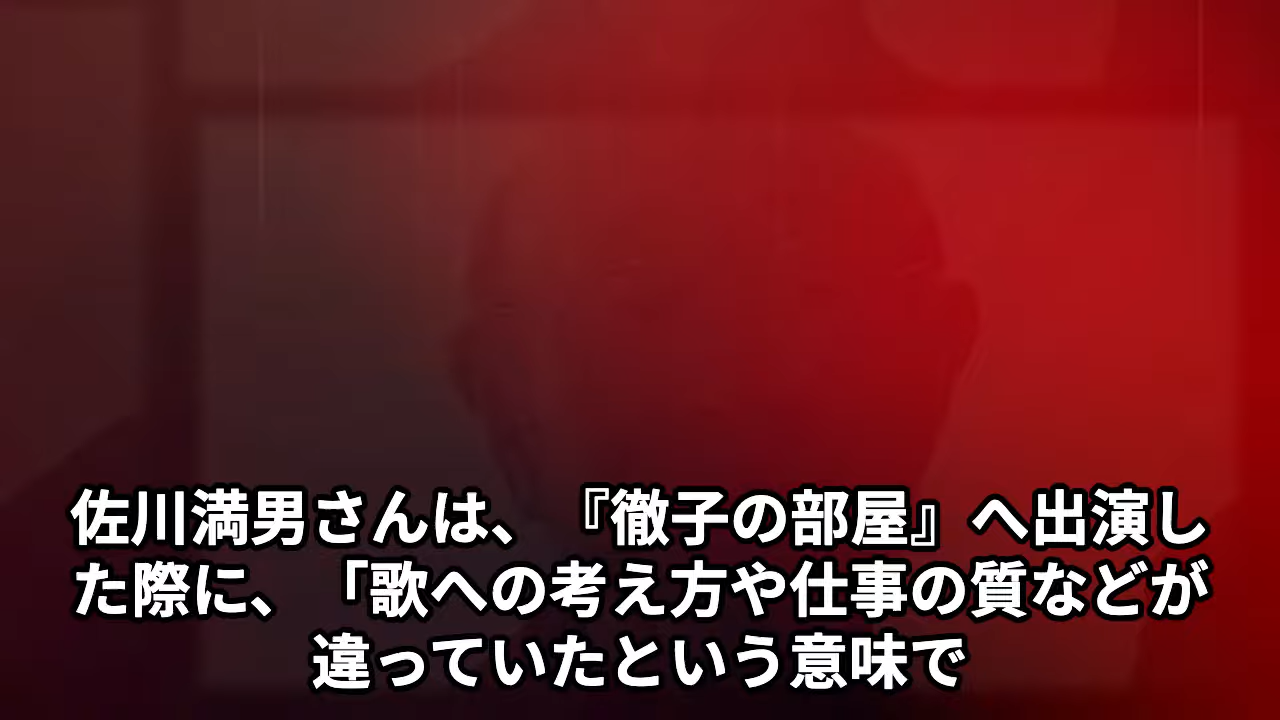 佐川満男さんは、『徹子の部屋』へ出演し
た際に、「歌への考え方や仕事の質などが
違っていたという意味で